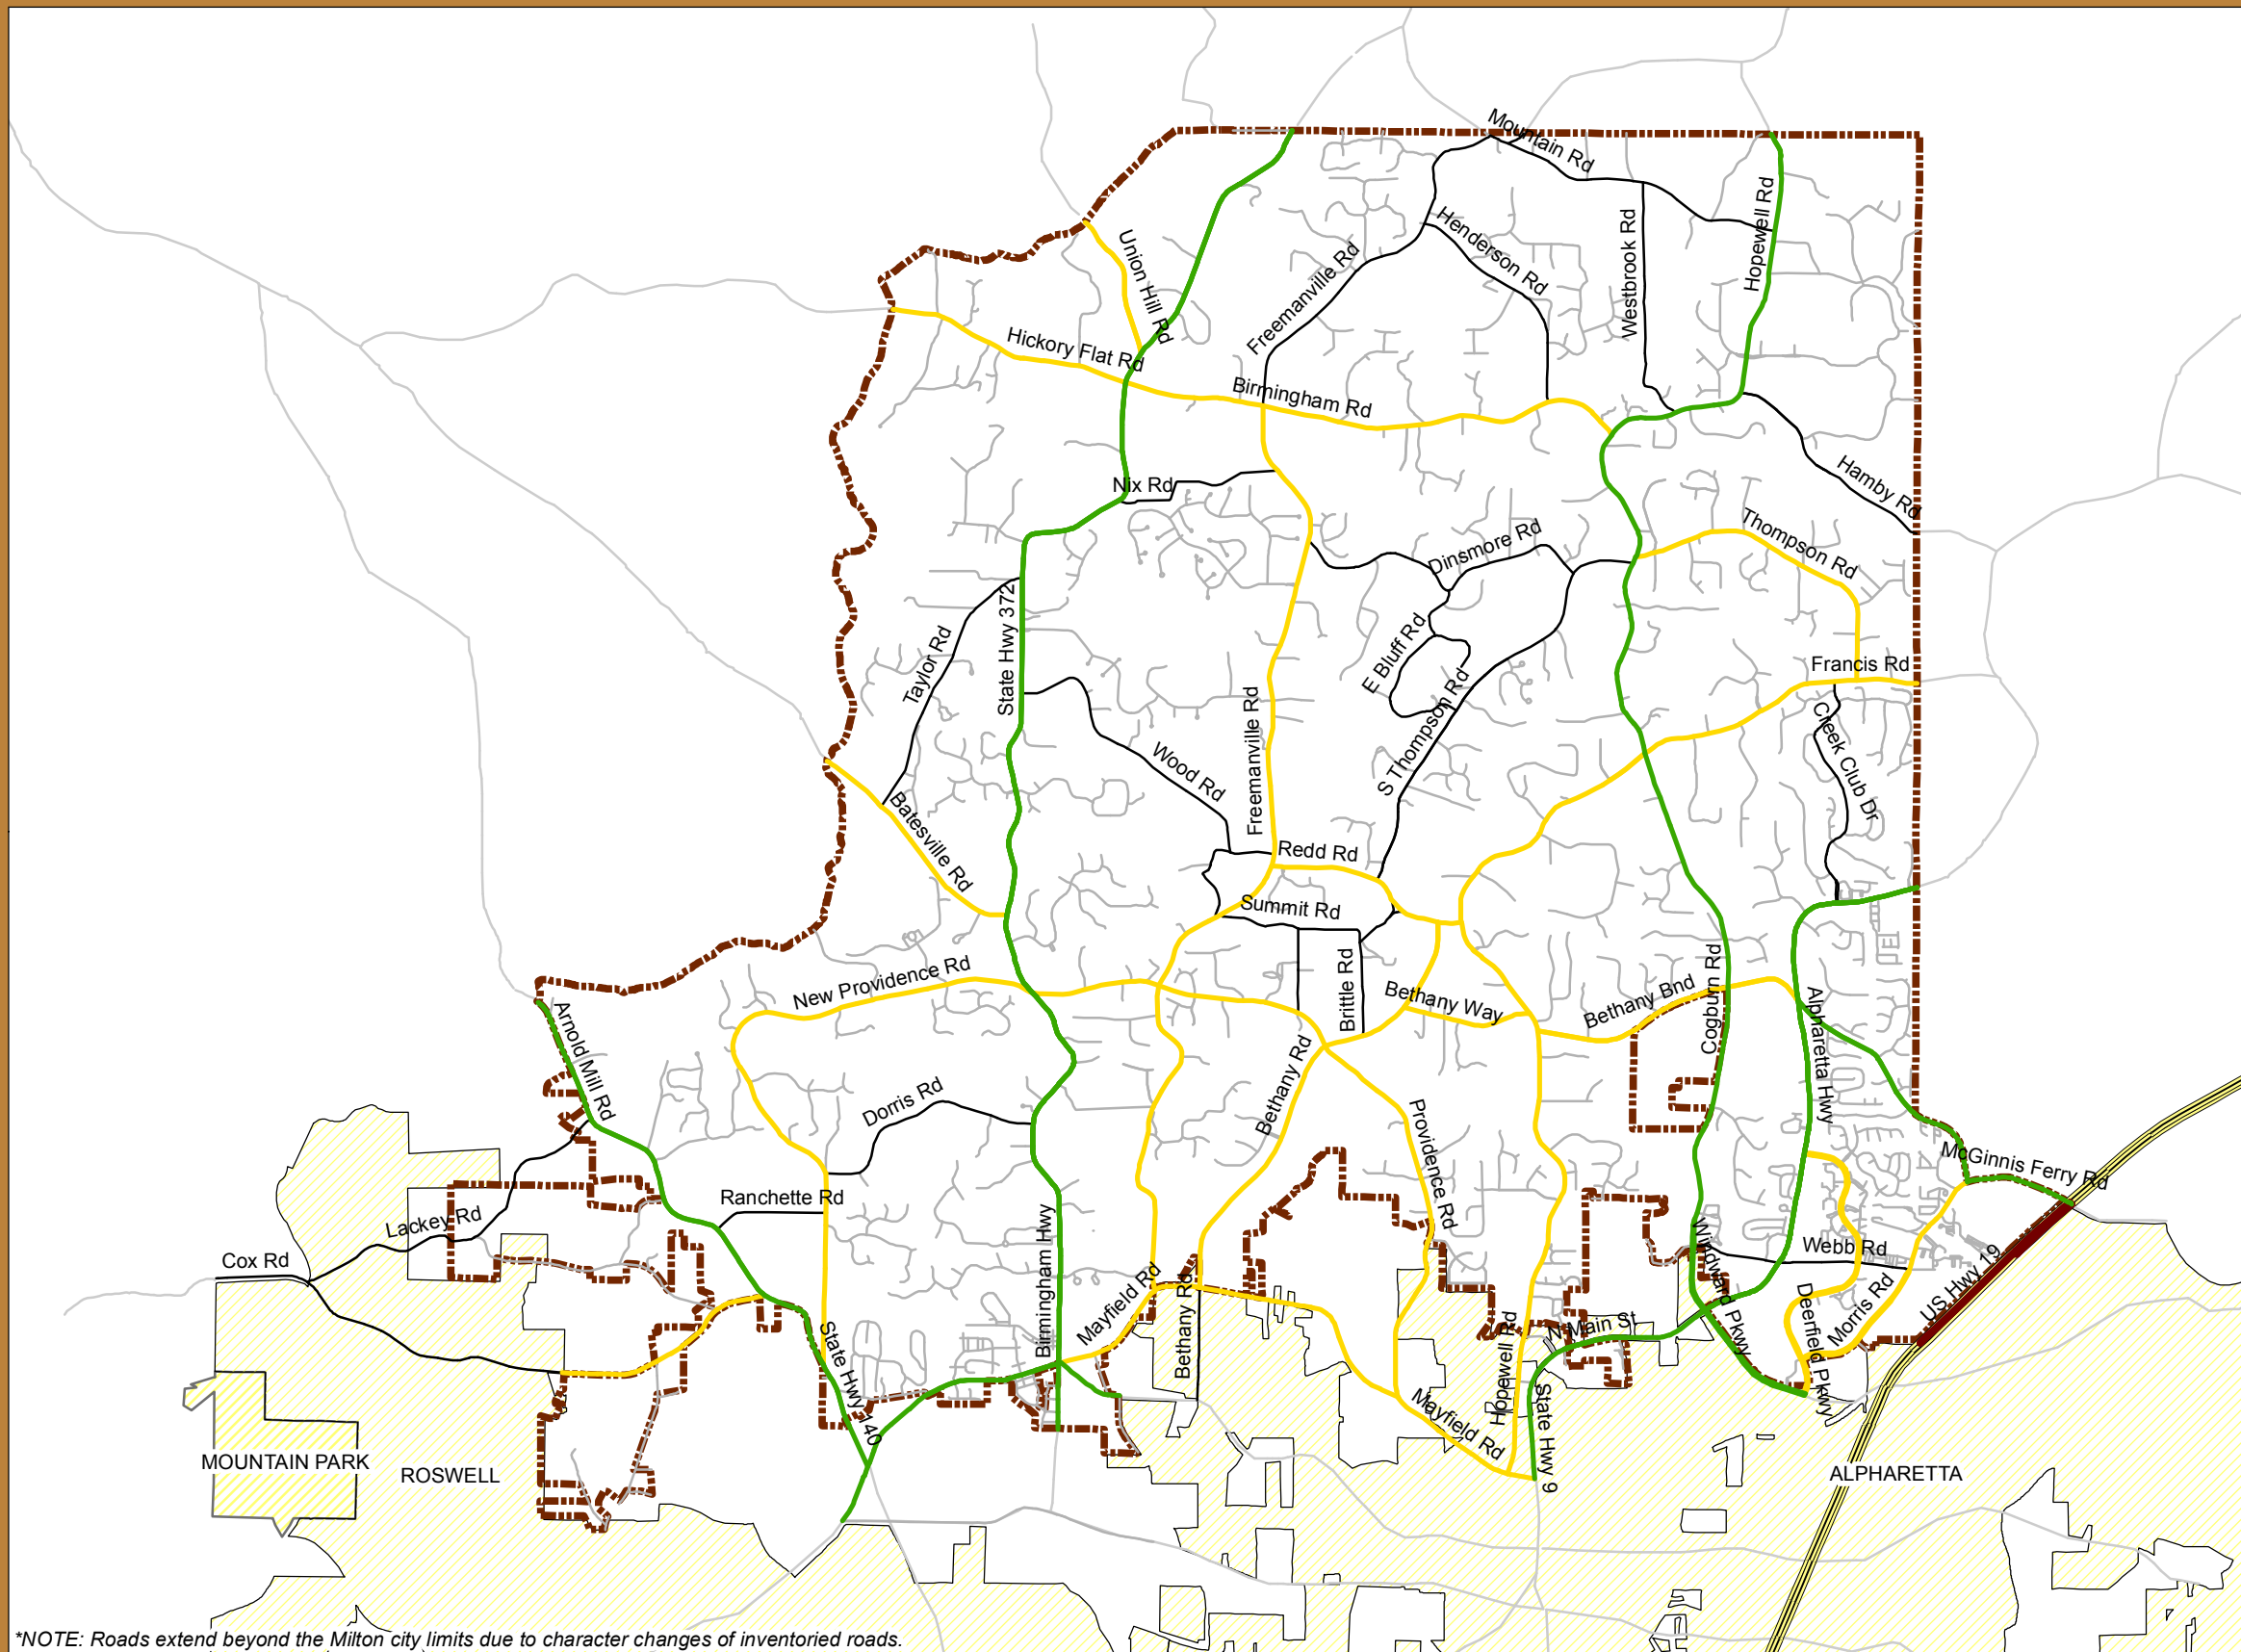 Mountain Rd
Henderson Rd
Hopewell Rd
Westbrook Rd
Union Hill Rd
Freemanville Rd
Hickory Flat Rd
Birmingham Rd
Hamby Rd
Nix Rd
Thompson Rd
Dinsmore Rd
State Hwy 372
Taylor Rd
E Bluff Rd
Francis Rd
S Thompson Rd
Creek Club Dr
Freemanville Rd
Wood Rd
Batesville Rd
Redd Rd
Summit Rd
New Providence Rd
Brittle Rd
Bethany Way
Bethany Bnd
Cogburn Rd
Alpharetta Hwy
Arnold Mill Rd
Bethany Rd
Dorris Rd
Providence Rd
McGinnis Ferry Rd
Ranchette Rd
Lackey Rd
Cox Rd
Birmingham Hwy
Mayfield Rd
Bethany Rd
Webb Rd
Windward Pkwy
US Hwy 19
Deerfield Pkwy
Morris Rd
N Main St
Hopewell Rd
State Hwy 140
State Hwy 9
Mayfield Rd
MOUNTAIN PARK
ROSWELL
ALPHARETTA
*NOTE: Roads extend beyond the Milton city limits due to character changes of inventoried roads.